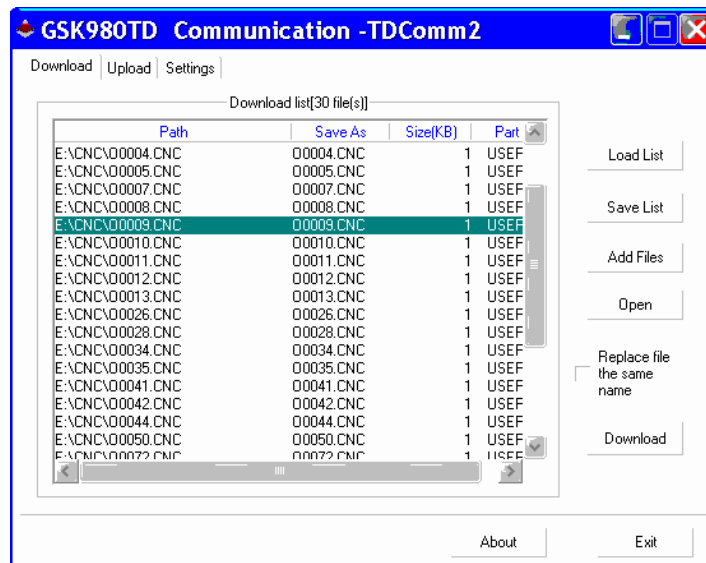 GSK980TD Communication -TDComm2
Download Upload Settings
Download list[30 file(s)]
Path Save As Size(KB) Part
E:\CNC\O0004.CNC O0004.CNC 1 USEF
E:\CNC\O0005.CNC O0005.CNC 1 USEF
E:\CNC\O0007.CNC O0007.CNC 1 USEF
E:\CNC\O0008.CNC O0008.CNC 1 USEF
E:\CNC\O0009.CNC O0009.CNC 1 USEF
E:\CNC\O0010.CNC O0010.CNC 1 USEF
E:\CNC\O0011.CNC O0011.CNC 1 USEF
E:\CNC\O0012.CNC O0012.CNC 1 USEF
E:\CNC\O0013.CNC O0013.CNC 1 USEF
E:\CNC\O0026.CNC O0026.CNC 1 USEF
E:\CNC\O0028.CNC O0028.CNC 1 USEF
E:\CNC\O0034.CNC O0034.CNC 1 USEF
E:\CNC\O0035.CNC O0035.CNC 1 USEF
E:\CNC\O0041.CNC O0041.CNC 1 USEF
E:\CNC\O0042.CNC O0042.CNC 1 USEF
E:\CNC\O0044.CNC O0044.CNC 1 USEF
E:\CNC\O0050.CNC O0050.CNC 1 USEF
E:\CNC\O0072.CNC O0072.CNC 1 USEF
Load List
Save List
Add Files
Open
Replace file
the same
name
Download
About Exit